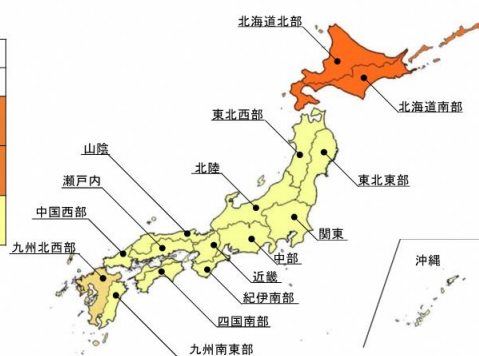 北海道北部
北海道南部
東北西部
山陰
北陸
東北東部
瀬戸内
中国西部
関東
九州北西部
中部
沖縄
近畿
紀伊南部
四国南部
九州南東部